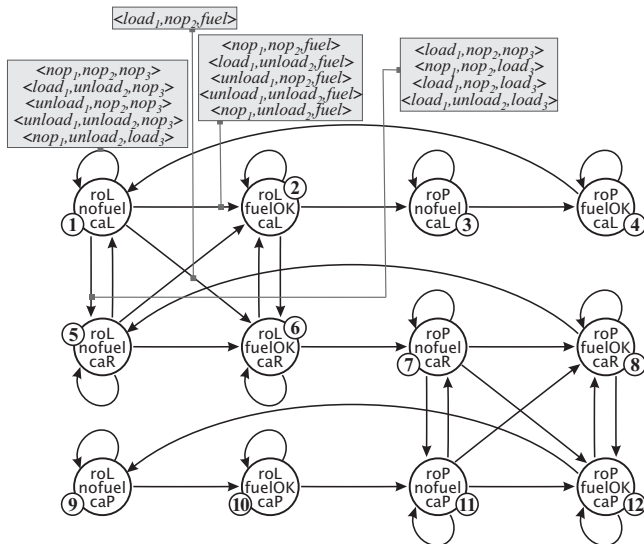 <load1,nop2,fuel>
<nop1,nop2,fuel>
<load1,unload2,fuel>
<unload1,nop2,fuel>
<unload1,unload2,fuel>
<nop1,unload2,fuel>
<load1,nop2,nop3>
<nop1,nop2,load3>
<load1,nop2,load3>
<load1,unload2,load3>
<nop1,nop2,nop3>
<load1,unload2,nop3>
<unload1,nop2,nop3>
<unload1,unload2,nop3>
<nop1,unload2,load3>
roL
nofuel
caL
1
roL
fuelOK
caL
2
roP
nofuel
caL
3
roP
fuelOK
caL
4
roL
nofuel
caR
5
roL
fuelOK
caR
6
roP
nofuel
caR
7
roP
fuelOK
caR
8
roL
nofuel
caP
9
roL
fuelOK
caP
10
roP
nofuel
caP
11
roP
fuelOK
caP
12